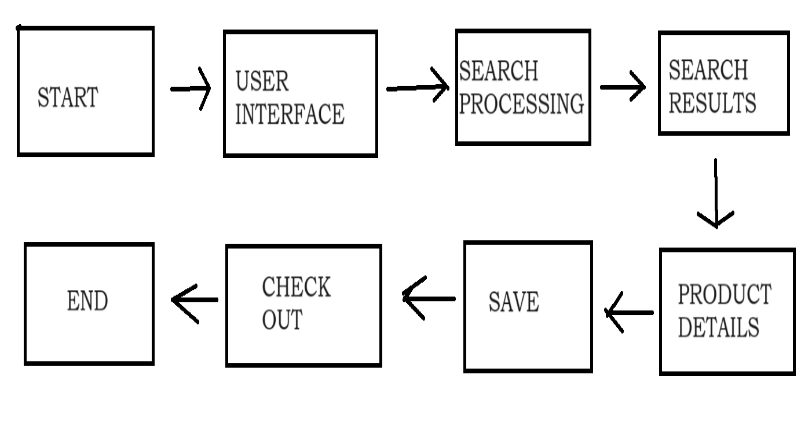 START
USER
INTERFACE
SEARCH
PROCESSING
SEARCH
RESULTS
PRODUCT
DETAILS
SAVE
CHECK
OUT
END